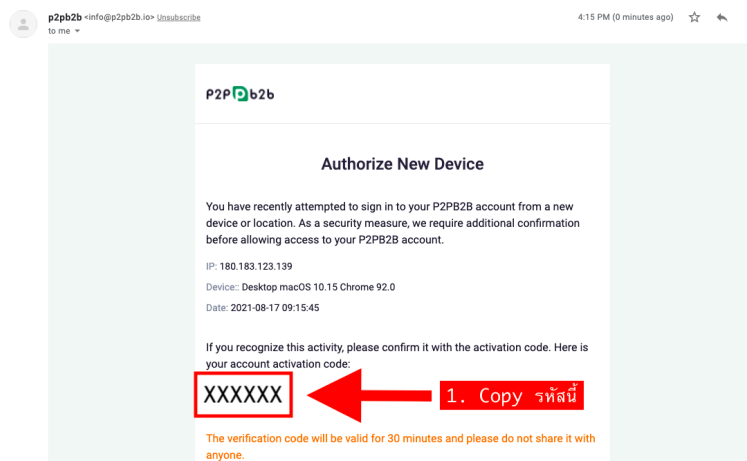 p2pb2b <info@p2pb2b.io> Unsubscribe
4:15 PM (0 minutes ago)
to me
P2P b2b
Authorize New Device
You have recently attempted to sign in to your P2PB2B account from a new
device or location. As a security measure, we require additional confirmation
before allowing access to your P2PB2B account.
IP: 180.183.123.139
Device:: Desktop macOS 10.15 Chrome 92.0
Date: 2021-08-17 09:15:45
If you recognize this activity, please confirm it with the activation code. Here is
your account activation code:
XXXXXX
1. Copy รหัสนี้
The verification code will be valid for 30 minutes and please do not share it with
anyone.